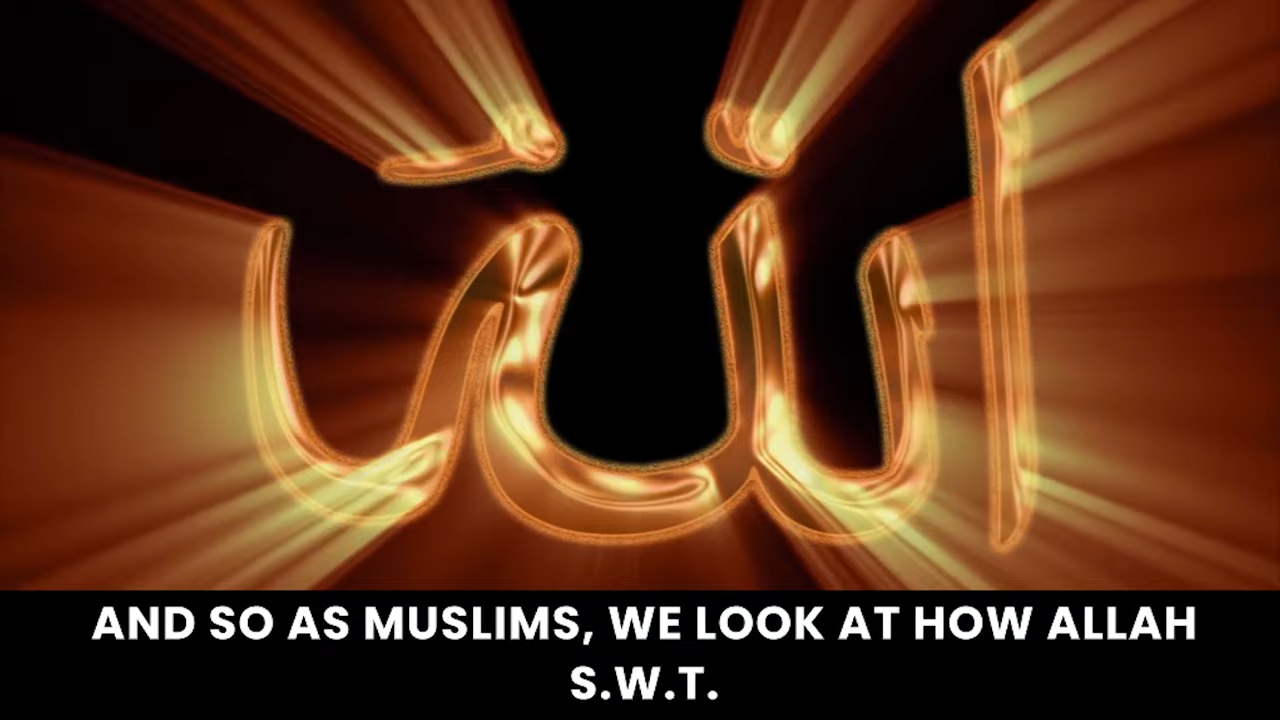 الله
AND SO AS MUSLIMS, WE LOOK AT HOW ALLAH
S.W.T.